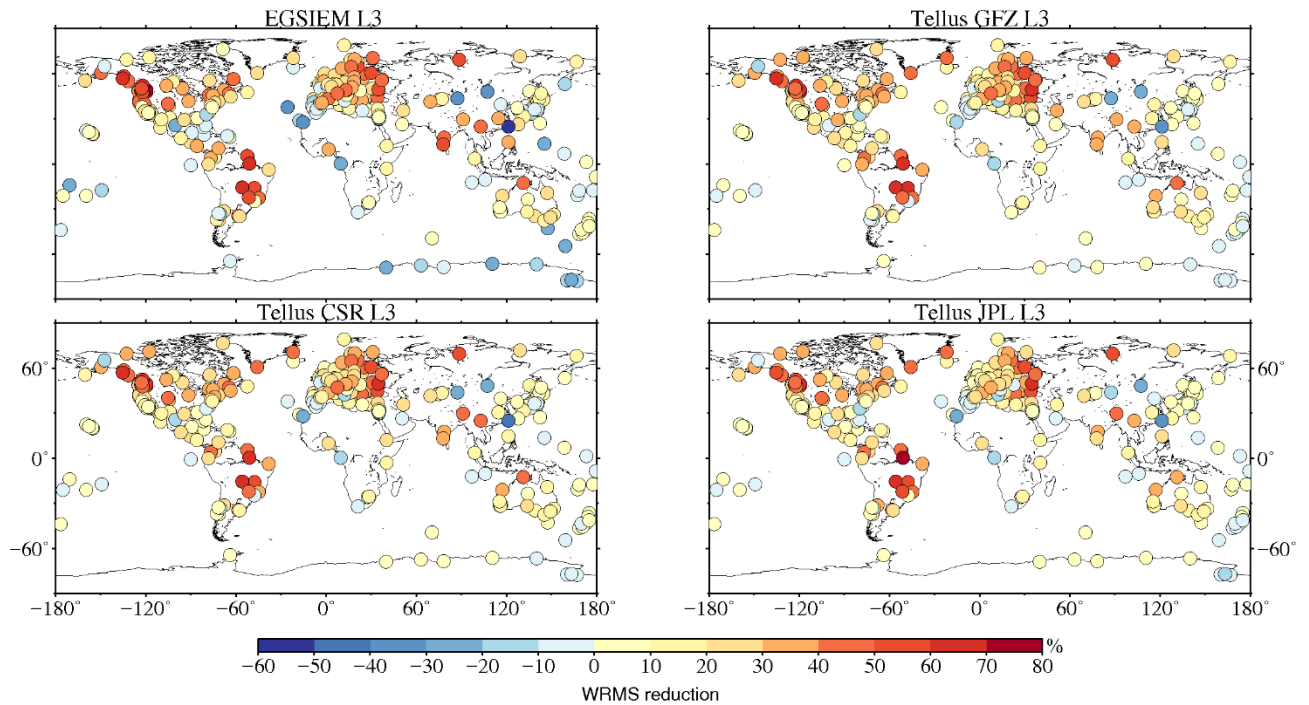 EGSIEM L3 Tellus GFZ L3
Tellus CSR L3 Tellus JPL L3
60° 60°
0° 0°
−60° −60°
−180° −120° −60° 0° 60° 120° 180° −180° −120° −60° 0° 60° 120° 180°
%
−60 −50 −40 −30 −20 −10 0 10 20 30 40 50 60 70 80
WRMS reduction